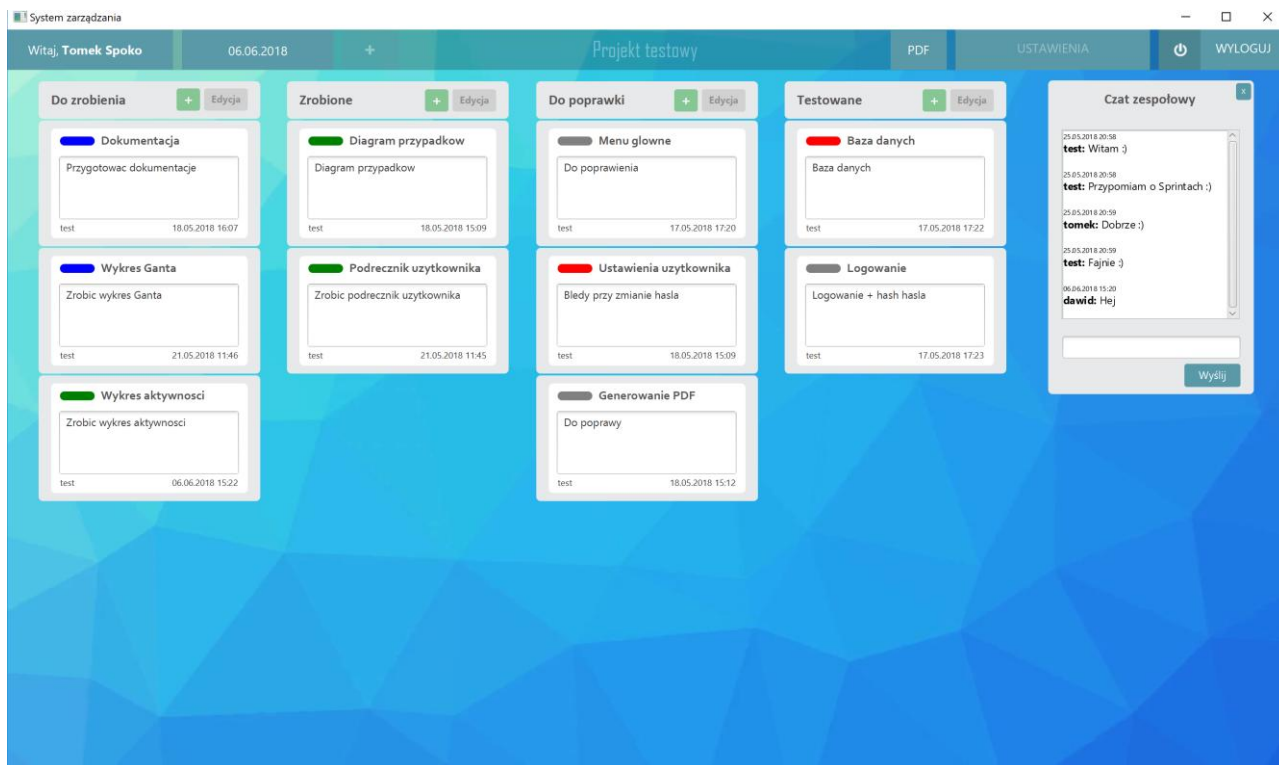 System zarządzania
Witaj, Tomek Spoko
06.06.2018
+
Projekt testowy
PDF
USTAWIENIA
WYLOGUJ
Do zrobienia
+
Edycja
Dokumentacja
Przygotowac dokumentacje
test 18.05.2018 16:07
Wykres Ganta
Zrobic wykres Ganta
test 21.05.2018 11:46
Wykres aktywnosci
Zrobic wykres aktywnosci
test 06.06.2018 15:22
Zrobione
+
Edycja
Diagram przypadkow
Diagram przypadkow
test 18.05.2018 15:09
Podrecznik uzytkownika
Zrobic podrecznik uzytkownika
test 21.05.2018 11:45
Do poprawki
+
Edycja
Menu glowne
Do poprawienia
test 17.05.2018 17:20
Ustawienia uzytkownika
Bledy przy zmianie hasla
test 18.05.2018 15:09
Generowanie PDF
Do poprawy
test 18.05.2018 15:12
Testowane
+
Edycja
Baza danych
Baza danych
test 17.05.2018 17:22
Logowanie
Logowanie + hash hasla
test 17.05.2018 17:23
Czat zespołowy
x
25.05.2018 20:58
test: Witam :)
25.05.2018 20:58
test: Przypomiam o Sprintach :)
25.05.2018 20:59
tomek: Dobrze :)
25.05.2018 20:59
test: Fajnie :)
06.06.2018 15:20
dawid: Hej
Wyślij